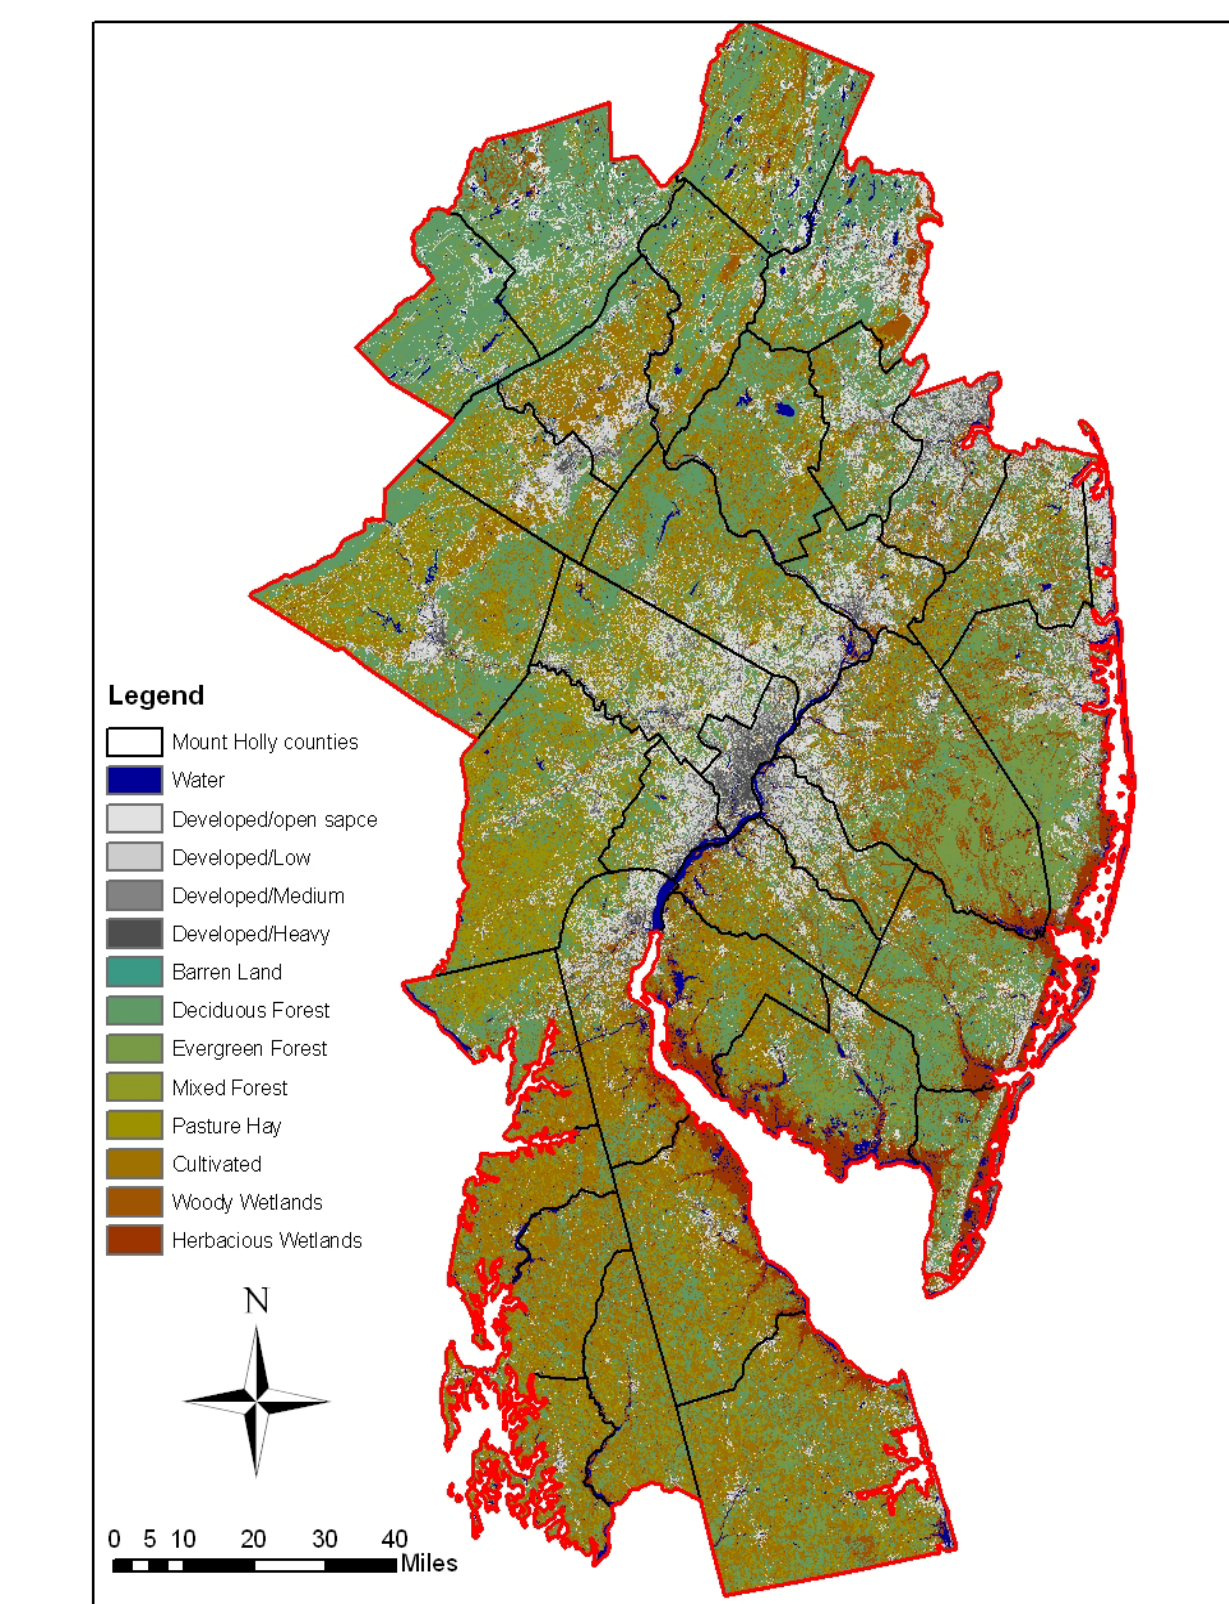 Legend
Mount Holly counties
Water
Developed/open sapce
Developed/Low
Developed/Medium
Developed/Heavy
Barren Land
Deciduous Forest
Evergreen Forest
Mixed Forest
Pasture Hay
Cultivated
Woody Wetlands
Herbacious Wetlands
N
0 5 10 20 30 40
Miles